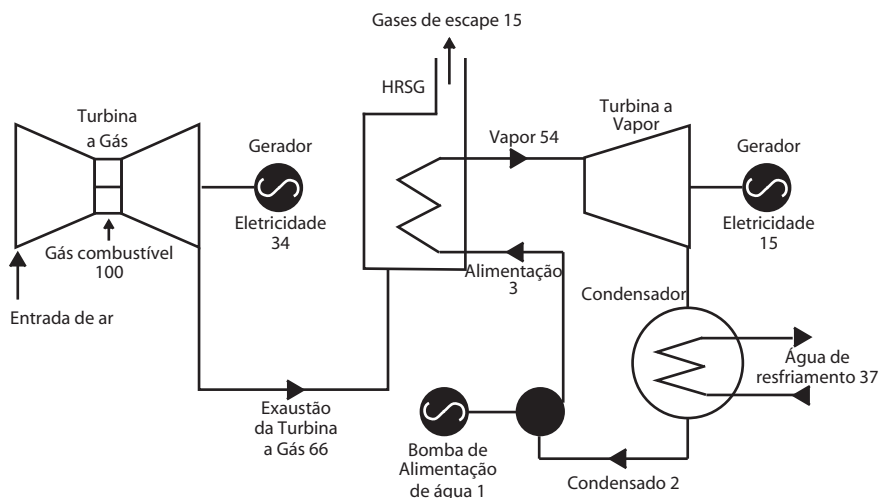 Gases de escape 15
HRSG
Turbina
a Gás
Gerador
Eletricidade
34
Gás combustível
100
Entrada de ar
Vapor 54
Turbina a
Vapor
Gerador
Eletricidade
15
Alimentação
3
Condensador
Água de
resfriamento 37
Exaustão
da Turbina
a Gás 66
Bomba de
Alimentação
de água 1
Condensado 2